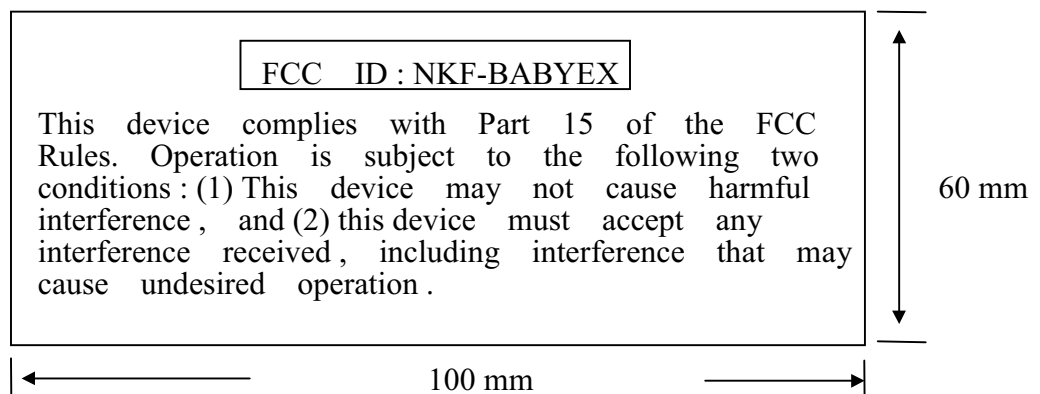 FCC ID : NKF-BABYEX
This device complies with Part 15 of the FCC
Rules. Operation is subject to the following two
conditions : (1) This device may not cause harmful
interference , and (2) this device must accept any
interference received , including interference that may
cause undesired operation .
60 mm
100 mm